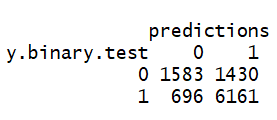 predictions
y.binary.test 0 1
0 1583 1430
1 696 6161